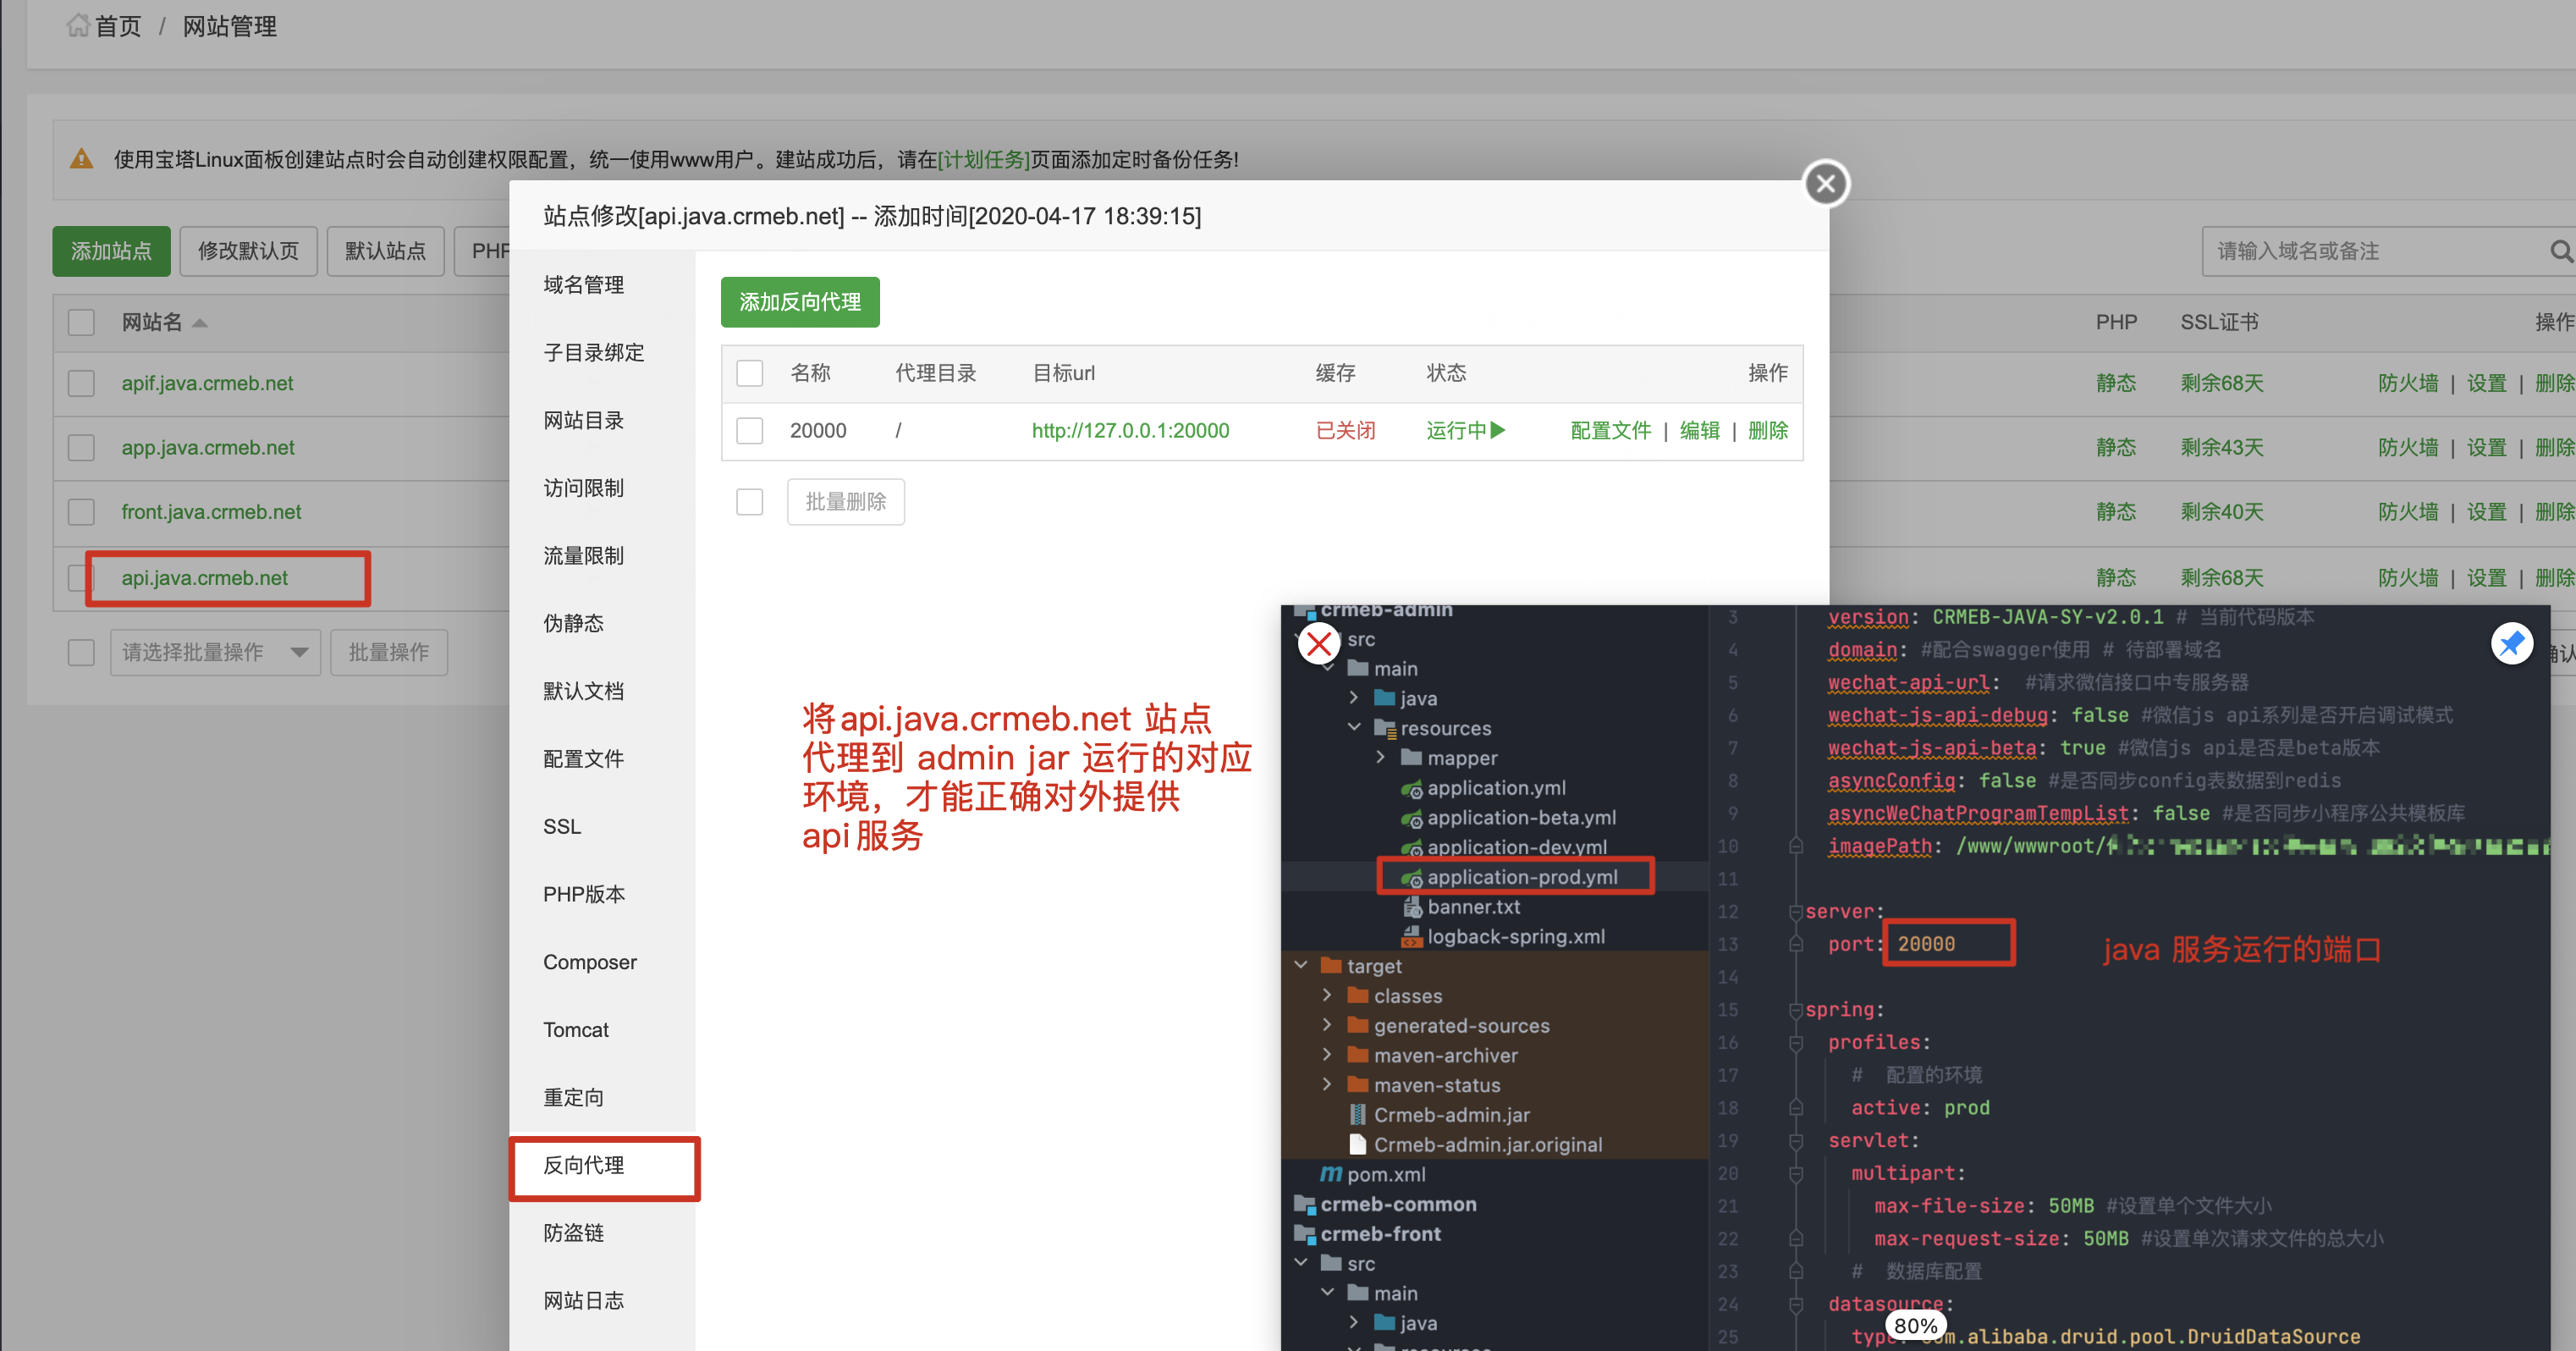 首页 / 网站管理
使用宝塔Linux面板创建站点时会自动创建权限配置，统一使用www用户。建站成功后，请在[计划任务]页面添加定时备份任务!
添加站点
修改默认页
默认站点
PHP
请输入域名或备注
网站名
PHP
SSL证书
操作
apif.java.crmeb.net
静态
剩余68天
防火墙 | 设置 | 删除
app.java.crmeb.net
静态
剩余43天
防火墙 | 设置 | 删除
front.java.crmeb.net
静态
剩余40天
防火墙 | 设置 | 删除
api.java.crmeb.net
静态
剩余68天
防火墙 | 设置 | 删除
请选择批量操作
批量操作
确认
站点修改[api.java.crmeb.net] -- 添加时间[2020-04-17 18:39:15]
域名管理
子目录绑定
网站目录
访问限制
流量限制
伪静态
默认文档
配置文件
SSL
PHP版本
Composer
Tomcat
重定向
反向代理
防盗链
网站日志
添加反向代理
名称 代理目录 目标url 缓存 状态 操作
20000 / http://127.0.0.1:20000 已关闭 运行中 配置文件 | 编辑 | 删除
批量删除
将api.java.crmeb.net 站点
代理到 admin jar 运行的对应
环境，才能正确对外提供
api服务
crmeb-admin
src
main
java
resources
mapper
application.yml
application-beta.yml
application-dev.yml
application-prod.yml
banner.txt
logback-spring.xml
target
classes
generated-sources
maven-archiver
maven-status
Crmeb-admin.jar
Crmeb-admin.jar.original
pom.xml
crmeb-common
crmeb-front
src
main
java
resources
3 version: CRMEB-JAVA-SY-v2.0.1 # 当前代码版本
4 domain: #配合swagger使用 # 待部署域名
5 wechat-api-url: #请求微信接口中专服务器
6 wechat-js-api-debug: false #微信js api系列是否开启调试模式
7 wechat-js-api-beta: true #微信js api是否是beta版本
8 asyncConfig: false #是否同步config表数据到redis
9 asyncWeChatProgramTempList: false #是否同步小程序公共模板库
10 imagePath: /www/wwwroot/
11
12 server:
13 port: 20000
java 服务运行的端口
14
15 spring:
16 profiles:
17 # 配置的环境
18 active: prod
19 servlet:
20 multipart:
21 max-file-size: 50MB #设置单个文件大小
22 max-request-size: 50MB #设置单次请求文件的总大小
23 # 数据库配置
24 datasource:
25 type: com.alibaba.druid.pool.DruidDataSource
80%